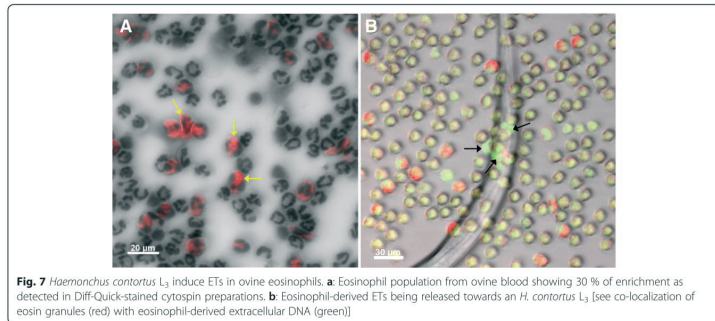 A
B
20 µm
30 µm
Fig. 7 Haemonchus contortus L₃ induce ETs in ovine eosinophils. a: Eosinophil population from ovine blood showing 30 % of enrichment as
detected in Diff-Quick-stained cytospin preparations. b: Eosinophil-derived ETs being released towards an H. contortus L₃ [see co-localization of
eosin granules (red) with eosinophil-derived extracellular DNA (green)]